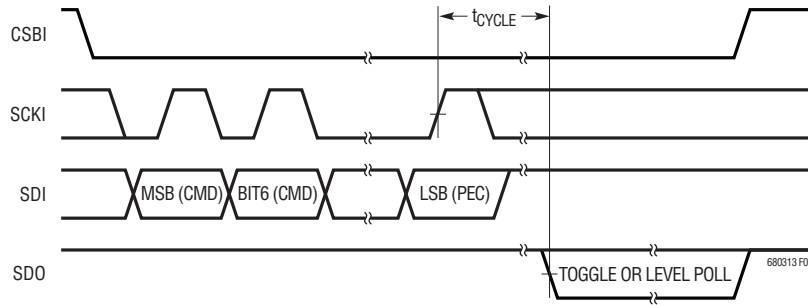 tCYCLE
CSBI
SCKI
SDI
MSB (CMD)
BIT6 (CMD)
LSB (PEC)
SDO
TOGGLE OR LEVEL POLL
680313 F0